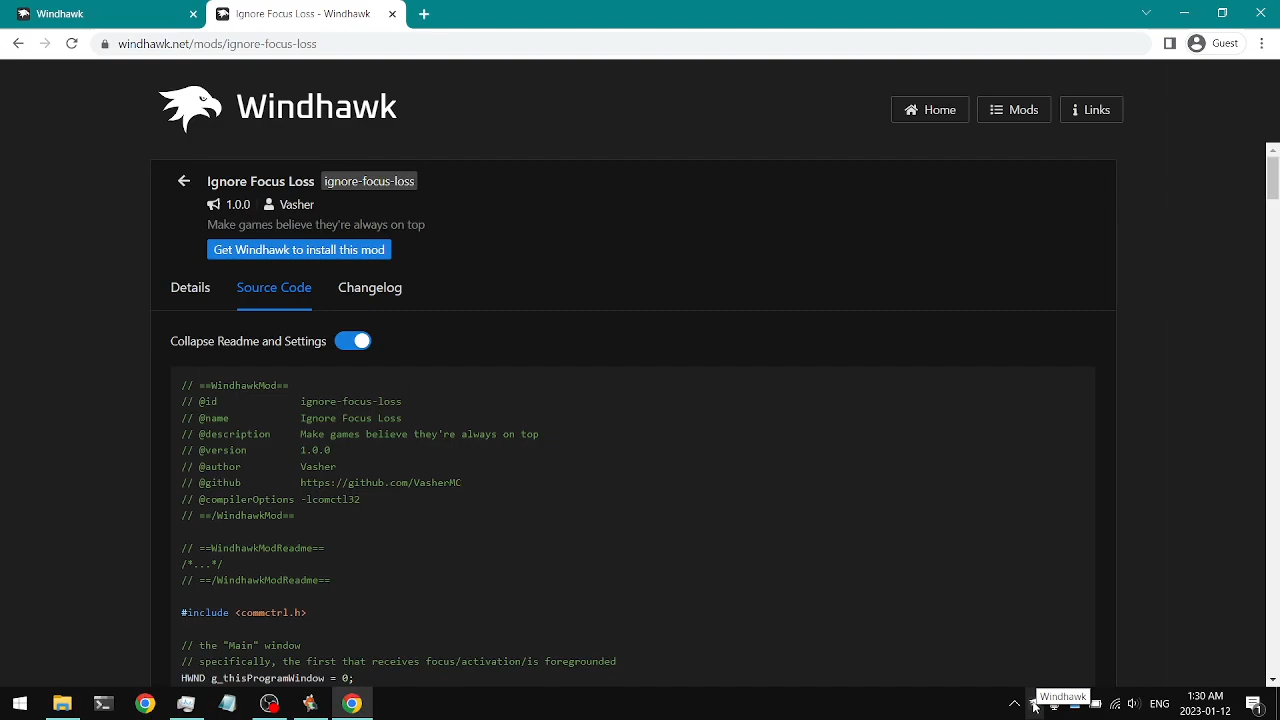 Windhawk
Ignore Focus Loss - Windhawk
windhawk.net/mods/ignore-focus-loss
Guest
Windhawk
Home
Mods
Links
Ignore Focus Loss ignore-focus-loss
1.0.0 Vasher
Make games believe they're always on top
Get Windhawk to install this mod
Details
Source Code
Changelog
Collapse Readme and Settings
// ==WindhawkMod==
// @id ignore-focus-loss
// @name Ignore Focus Loss
// @description Make games believe they're always on top
// @version 1.0.0
// @author Vasher
// @github https://github.com/VasherMC
// @compilerOptions -lcomctl32
// ==/WindhawkMod==
// ==WindhawkModReadme==
/*...*/
// ==/WindhawkModReadme==
#include <commctrl.h>
// the "Main" window
// specifically, the first that receives focus/activation/is foregrounded
HWND g_thisProgramWindow = 0;
Windhawk
ENG
1:30 AM
2023-01-12
1